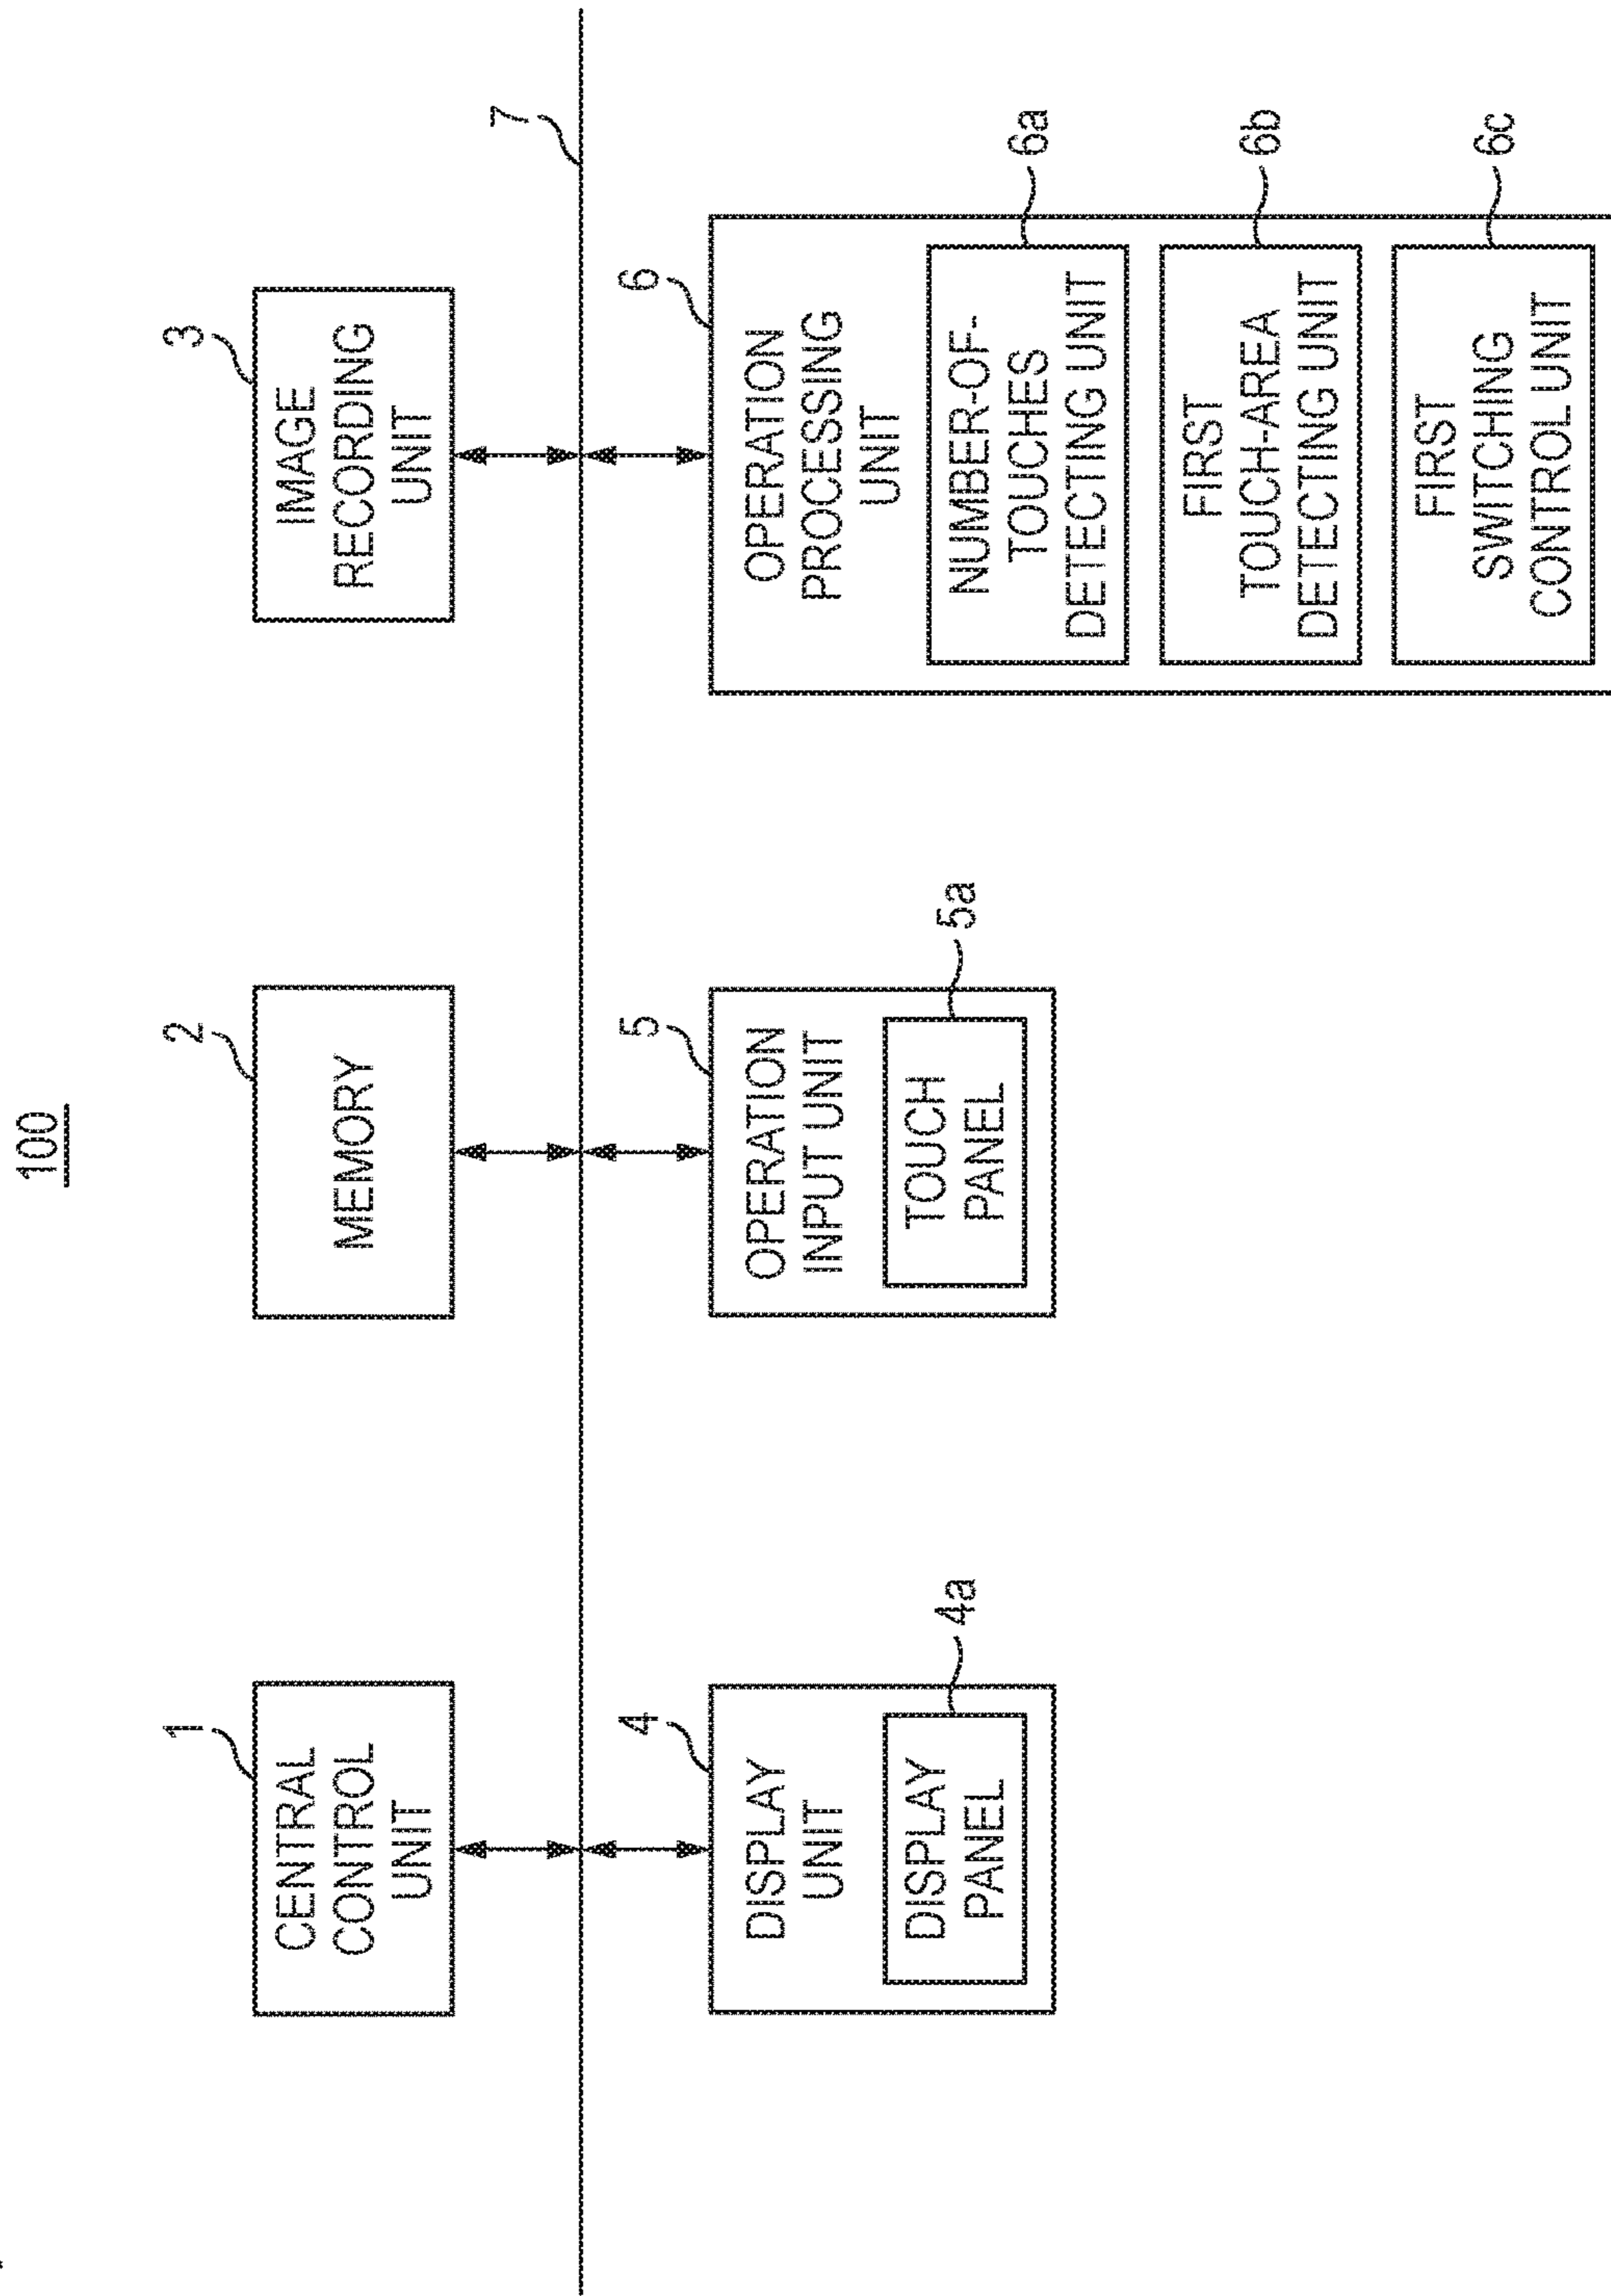 100
1
CENTRAL
CONTROL
UNIT
2
MEMORY
3
IMAGE
RECORDING
UNIT
7
4
DISPLAY
UNIT
4a
DISPLAY
PANEL
5
OPERATION
INPUT UNIT
5a
TOUCH
PANEL
6
OPERATION
PROCESSING
UNIT
6a
NUMBER-OF-
TOUCHES
DETECTING UNIT
6b
FIRST
TOUCH-AREA
DETECTING UNIT
6c
FIRST
SWITCHING
CONTROL UNIT